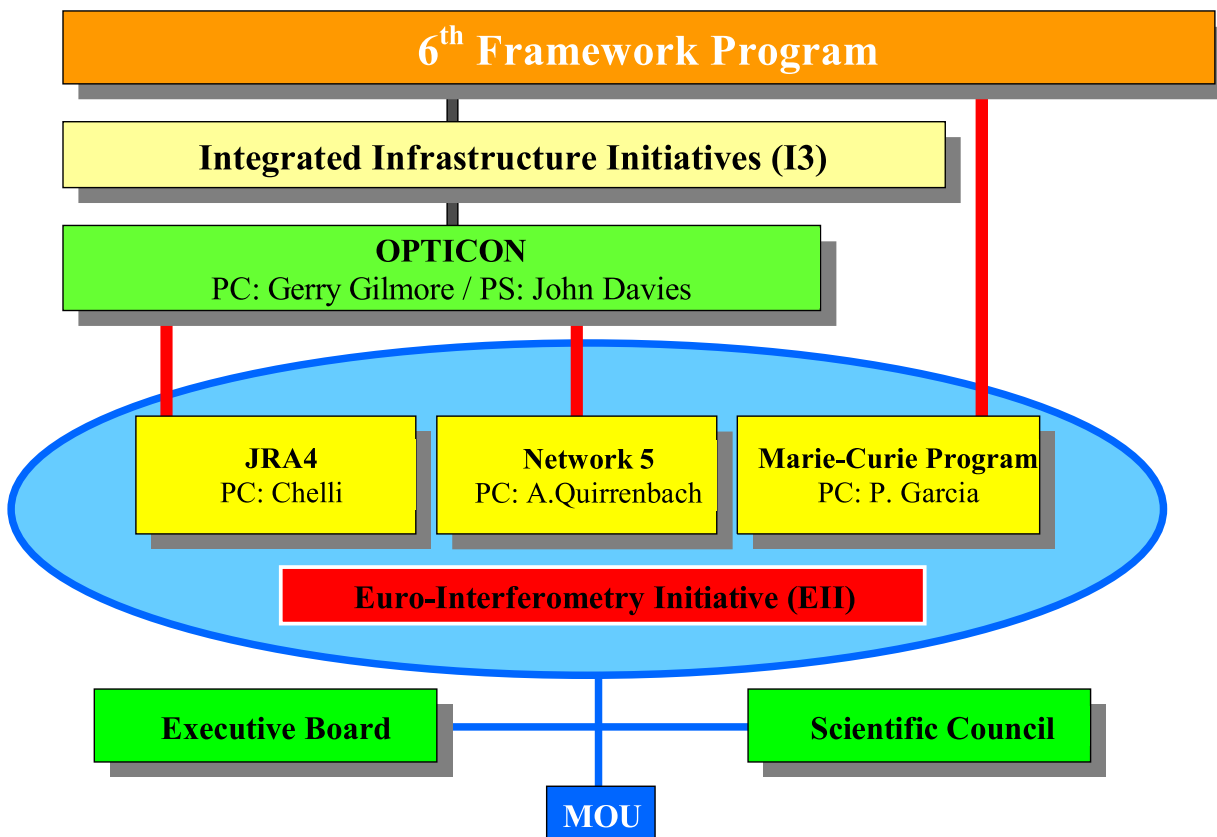 6th Framework Program
Integrated Infrastructure Initiatives (I3)
OPTICON
PC: Gerry Gilmore / PS: John Davies
JRA4
PC: Chelli
Network 5
PC: A.Quirrenbach
Marie-Curie Program
PC: P. Garcia
Euro-Interferometry Initiative (EII)
Executive Board
Scientific Council
MOU